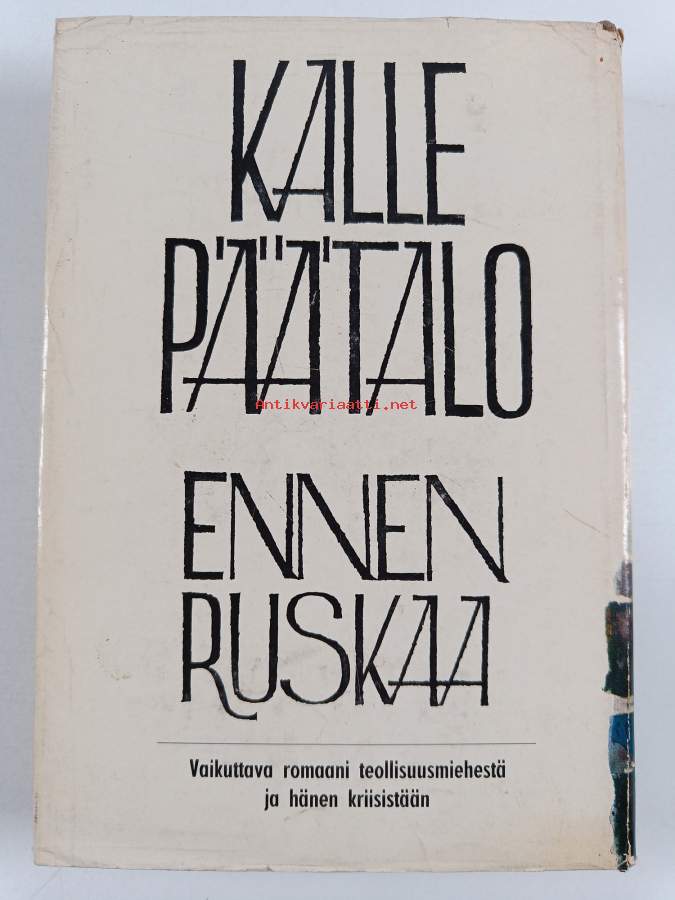 KALLE
PÄÄTALO
Antikvariaatti.net
ENNEN
RUSKAA
Vaikuttava romaani teollisuusmiehestä
ja hänen kriisistään